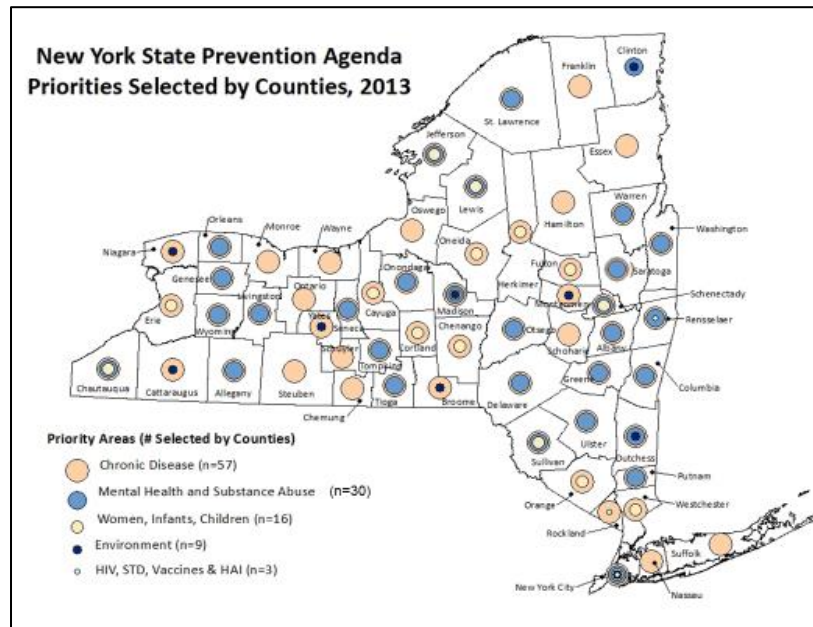 New York State Prevention Agenda
Priorities Selected by Counties, 2013
Clinton
Franklin
St. Lawrence
Essex
Jefferson
Lewis
Warren
Hamilton
Washington
Oswego
Oneida
Orleans
Monroe
Wayne
Niagara
Herkimer
Fulton
Saratoga
Genesee
Onondaga
Ontario
Montgomery
Schenectady
Livingston
Madison
Cayuga
Rensselaer
Erie
Wyoming
Yates
Seneca
Otsego
Cortland
Chenango
Schoharie
Albany
Schuyler
Tompkins
Greene
Columbia
Chautauqua
Cattaraugus
Allegany
Steuben
Tioga
Broome
Delaware
Chemung
Ulster
Dutchess
Sullivan
Putnam
Orange
Westchester
Rockland
Suffolk
New York City
Nassau
Priority Areas (# Selected by Counties)
Chronic Disease (n=57)
Mental Health and Substance Abuse (n=30)
Women, Infants, Children (n=16)
Environment (n=9)
HIV, STD, Vaccines & HAI (n=3)